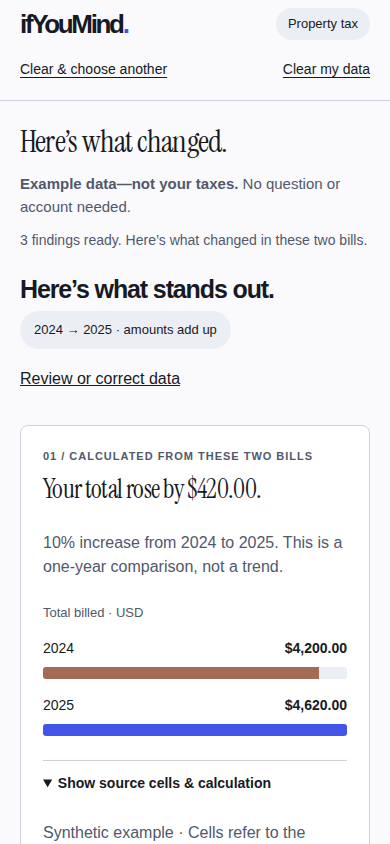 ifYouMind.
Property tax
Clear & choose another
Clear my data
Here’s what changed.
Example data—not your taxes. No question or
account needed.
3 findings ready. Here’s what changed in these two bills.
Here’s what stands out.
2024 → 2025 · amounts add up
Review or correct data
01 / CALCULATED FROM THESE TWO BILLS
Your total rose by $420.00.
10% increase from 2024 to 2025. This is a
one-year comparison, not a trend.
Total billed · USD
2024 $4,200.00
2025 $4,620.00
▼ Show source cells & calculation
Synthetic example · Cells refer to the